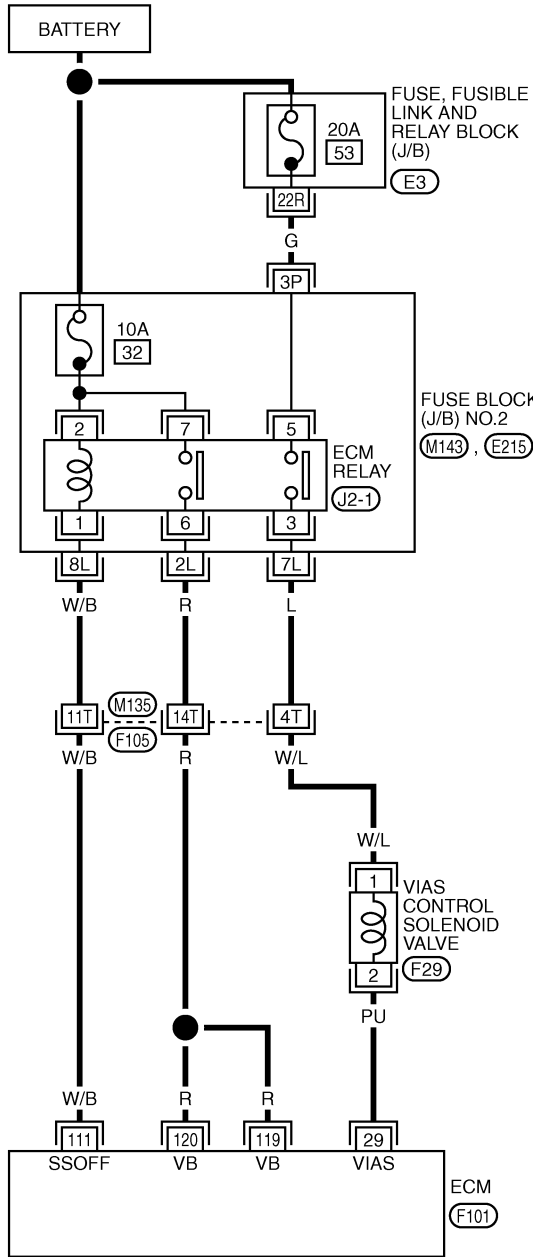 BATTERY
FUSE, FUSIBLE
LINK AND
RELAY BLOCK
(J/B)
E3
20A
53
22R
G
3P
10A
32
FUSE BLOCK
(J/B) NO.2
M143 , E215
2
7
5
ECM
RELAY
J2-1
1
6
3
8L
2L
7L
W/B
R
L
11T
M135
14T
4T
F105
W/B
R
W/L
W/L
1
VIAS
CONTROL
SOLENOID
VALVE
F29
2
PU
W/B
R
R
111
120
119
29
SSOFF
VB
VB
VIAS
ECM
F101